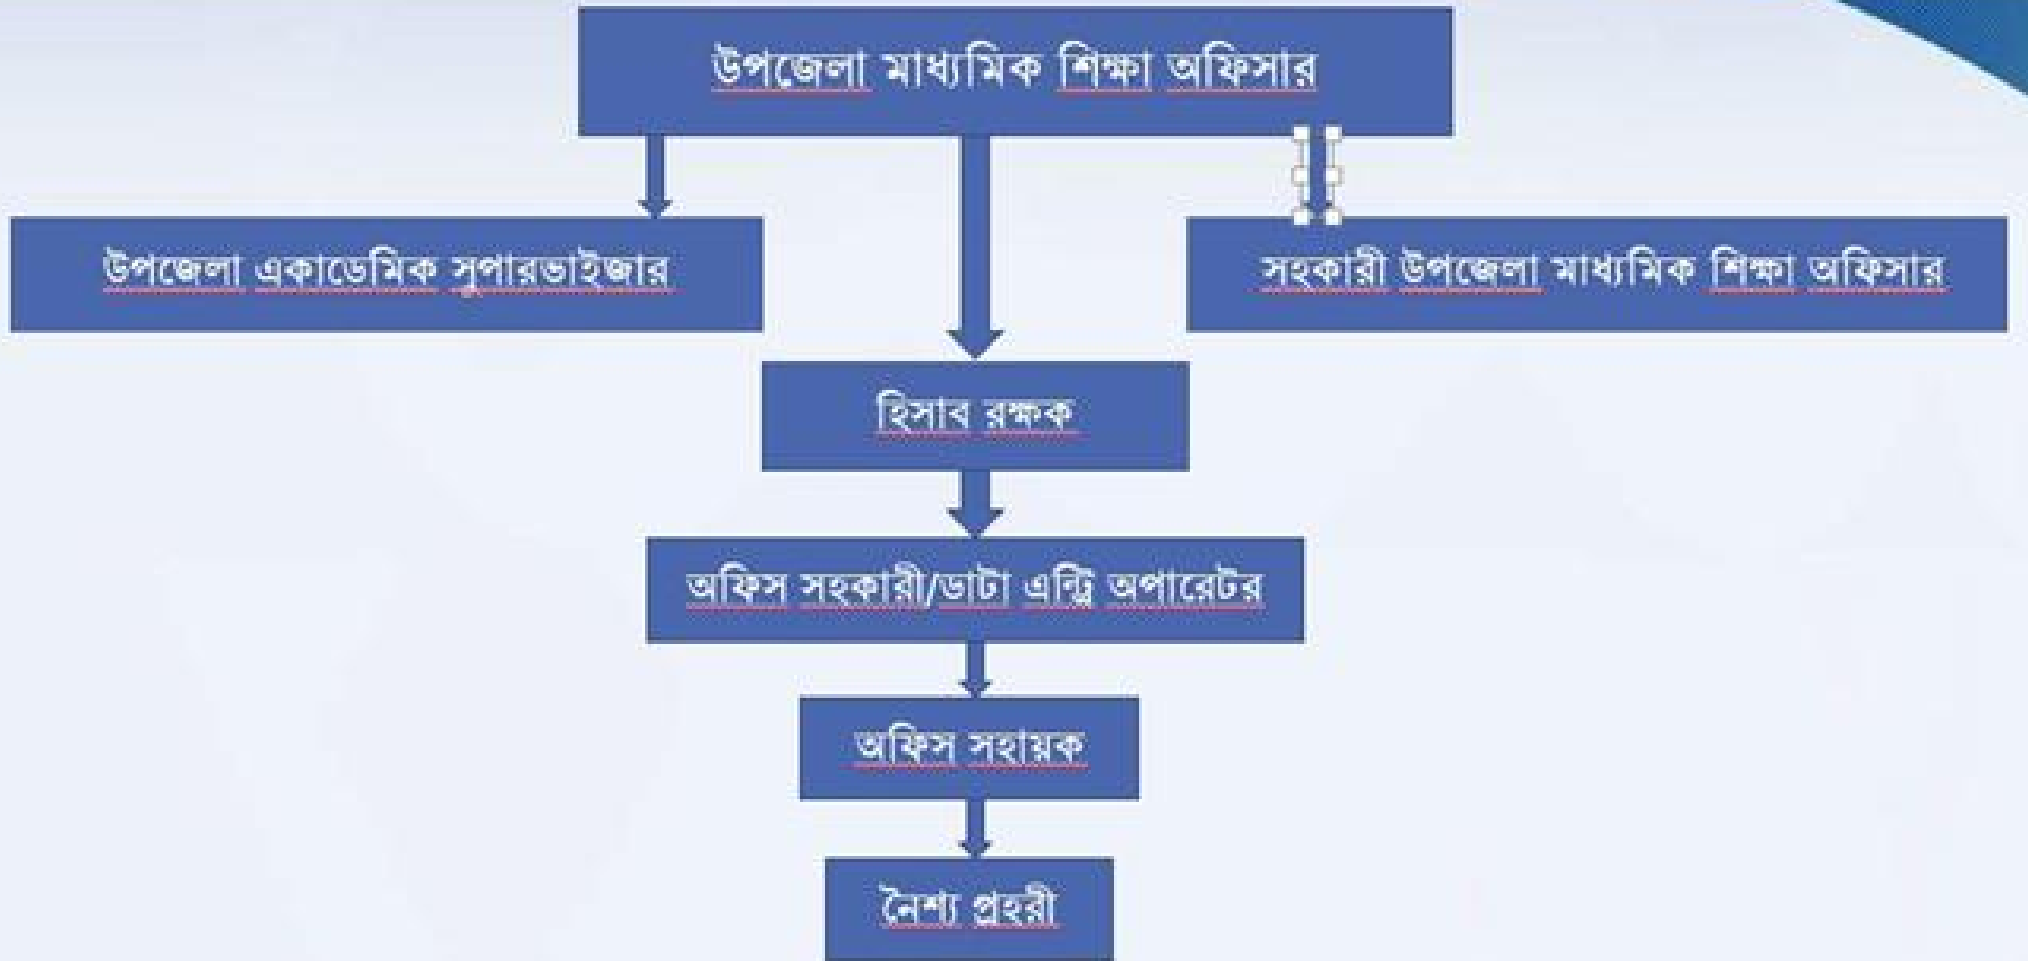 উপজেলা মাধ্যমিক শিক্ষা অফিসার
উপজেলা একাডেমিক সুপারভাইজার
সহকারী উপজেলা মাধ্যমিক শিক্ষা অফিসার
হিসাব রক্ষক
অফিস সহকারী/ডাটা এন্ট্রি অপারেটর
অফিস সহায়ক
নৈশ্য প্রহরী